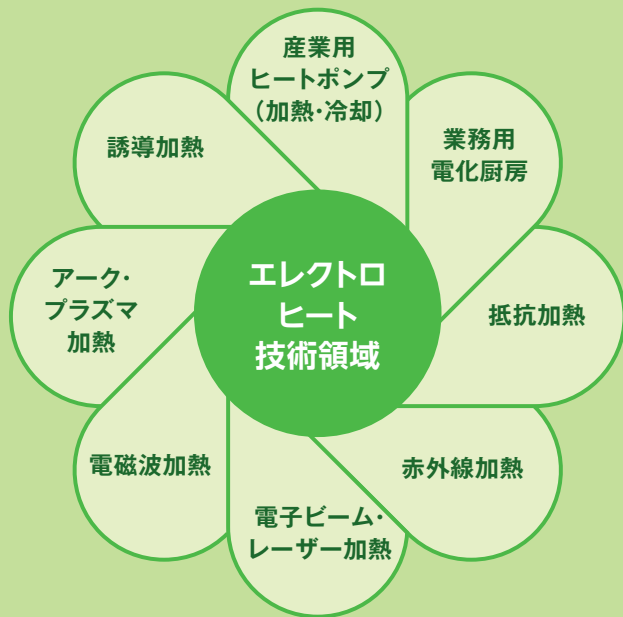 産業用
ヒートポンプ
（加熱・冷却）
業務用
電化厨房
抵抗加熱
赤外線加熱
電子ビーム・
レーザー加熱
電磁波加熱
アーク・
プラズマ
加熱
誘導加熱
エレクトロ
ヒート
技術領域